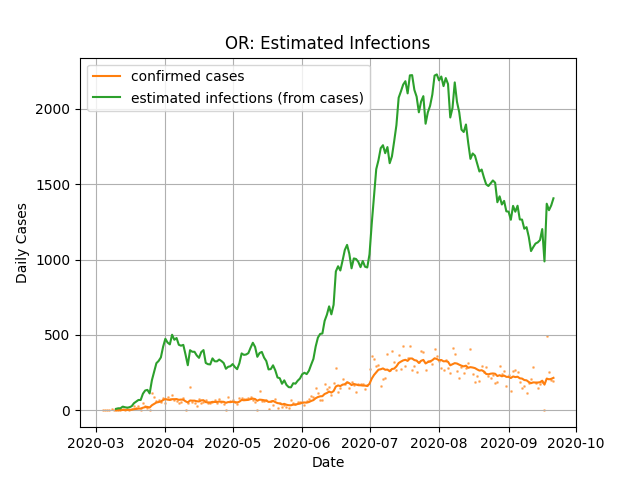 OR: Estimated Infections
confirmed cases
estimated infections (from cases)
Daily Cases
2000
1500
1000
500
0
2020-03 2020-04 2020-05 2020-06 2020-07 2020-08 2020-09 2020-10
Date